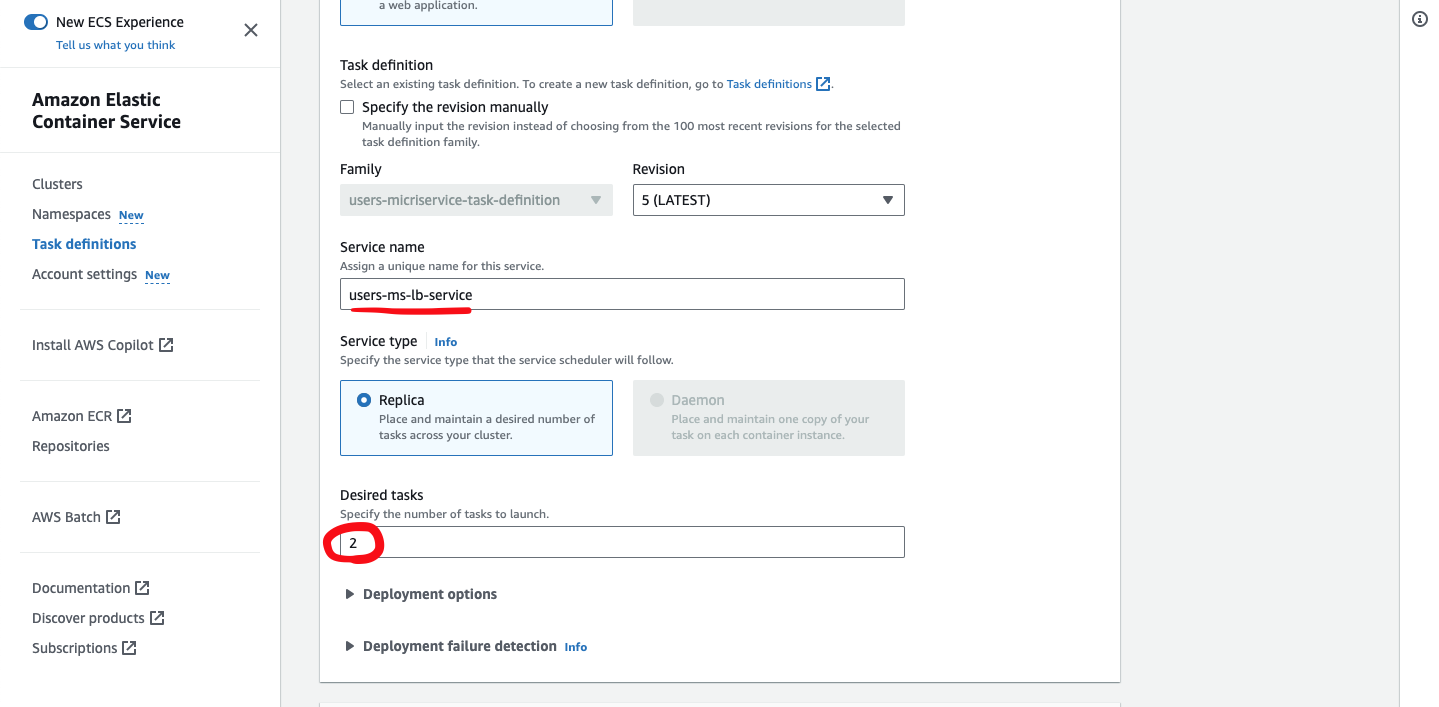 New ECS Experience
Tell us what you think
Amazon Elastic
Container Service
Clusters
Namespaces New
Task definitions
Account settings New
Install AWS Copilot
Amazon ECR
Repositories
AWS Batch
Documentation
Discover products
Subscriptions
a web application.
Task definition
Select an existing task definition. To create a new task definition, go to Task definitions.
Specify the revision manually
Manually input the revision instead of choosing from the 100 most recent revisions for the selected
task definition family.
Family
users-micriservice-task-definition
Revision
5 (LATEST)
Service name
Assign a unique name for this service.
users-ms-lb-service
Service type Info
Specify the service type that the service scheduler will follow.
Replica
Place and maintain a desired number of
tasks across your cluster.
Daemon
Place and maintain one copy of your
task on each container instance.
Desired tasks
Specify the number of tasks to launch.
2
Deployment options
Deployment failure detection Info